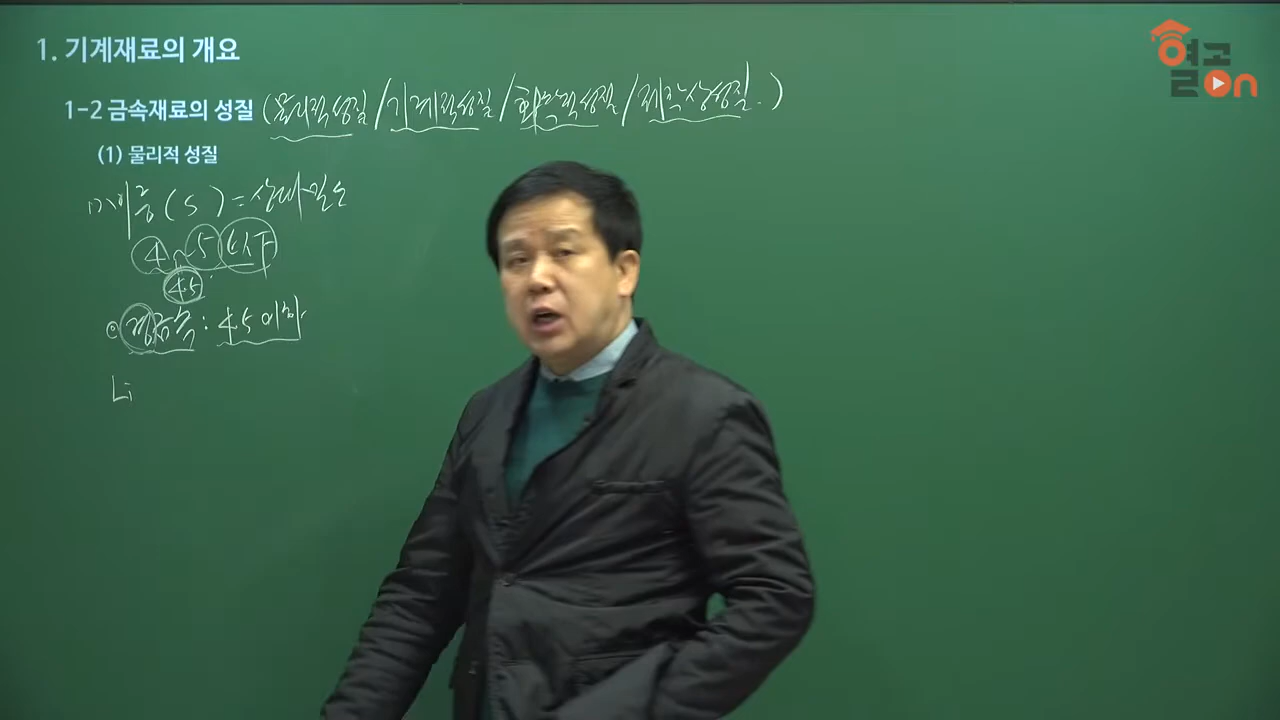 1. 기계재료의 개요
열공On
1-2 금속재료의 성질 (물리적성질/기계적성질/화학적성질/제작상성질.)
(1) 물리적 성질
1) 비중(S) = 상대밀도
4, 5
4.5
경금속 : 4.5 이하
Li